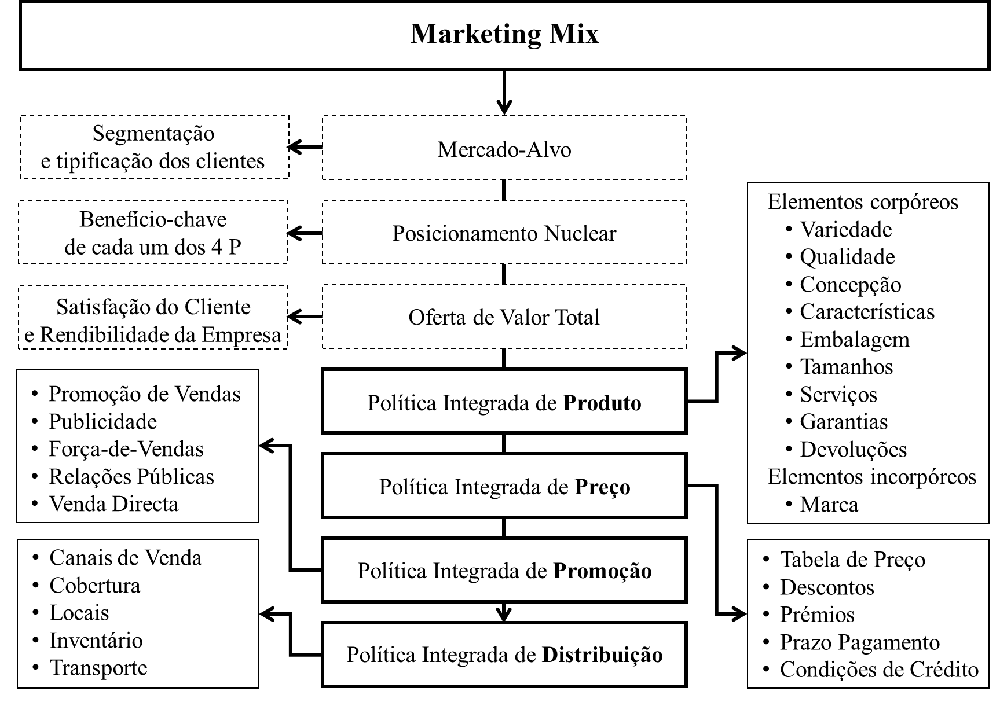 Marketing Mix
Segmentação
e tipificação dos clientes
Mercado-Alvo
Benefício-chave
de cada um dos 4 P
Posicionamento Nuclear
Satisfação do Cliente
e Rendibilidade da Empresa
Oferta de Valor Total
Política Integrada de Produto
Elementos corpóreos
• Variedade
• Qualidade
• Concepção
• Características
• Embalagem
• Tamanhos
• Serviços
• Garantias
• Devoluções
Elementos incorpóreos
• Marca
Política Integrada de Preço
• Tabela de Preço
• Descontos
• Prémios
• Prazo Pagamento
• Condições de Crédito
Política Integrada de Promoção
• Promoção de Vendas
• Publicidade
• Força-de-Vendas
• Relações Públicas
• Venda Directa
Política Integrada de Distribuição
• Canais de Venda
• Cobertura
• Locais
• Inventário
• Transporte